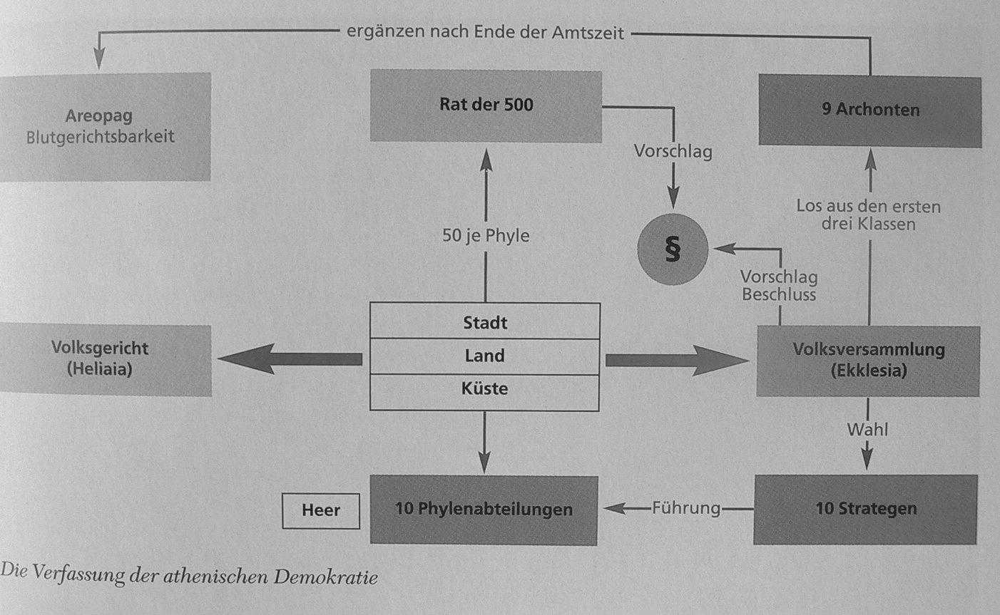 ergänzen nach Ende der Amtszeit
Areopag
Blutgerichtsbarkeit
Rat der 500
9 Archonten
Vorschlag
Los aus den ersten
drei Klassen
50 je Phyle
§
Vorschlag
Beschluss
Stadt
Land
Küste
Volksgericht
(Heliaia)
Volksversammlung
(Ekklesia)
Wahl
Heer
10 Phylenabteilungen
Führung
10 Strategen
Die Verfassung der athenischen Demokratie